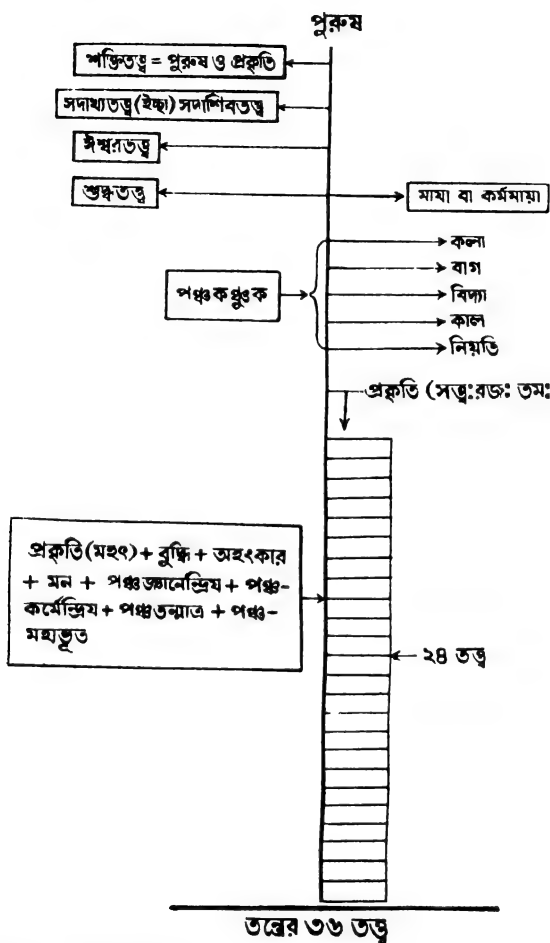 পুরুষ
শক্তিতত্ত্ব = পুরুষ ও প্রকৃতি
সদাখ্যতত্ত্ব (ইচ্ছা) সদাশিবতত্ত্ব
ঈশ্বরতত্ত্ব
শুদ্ধতত্ত্ব
মাযা বা কর্মমায়া
কলা
বাগ
বিদ্যা
কাল
নিয়তি
পঞ্চকঞ্চুক
প্রকৃতি (সত্ত্ব:রজ: তম:
প্রকৃতি (মহৎ) + বুদ্ধি + অহংকার
+ মন + পঞ্চজ্ঞানেন্দ্রিয + পঞ্চ-
কর্মেন্দ্রিয + পঞ্চতন্মাত্র + পঞ্চ-
মহাভূত
২৪ তত্ত্ব
তন্ত্রের ৩৬ তত্ত্ব